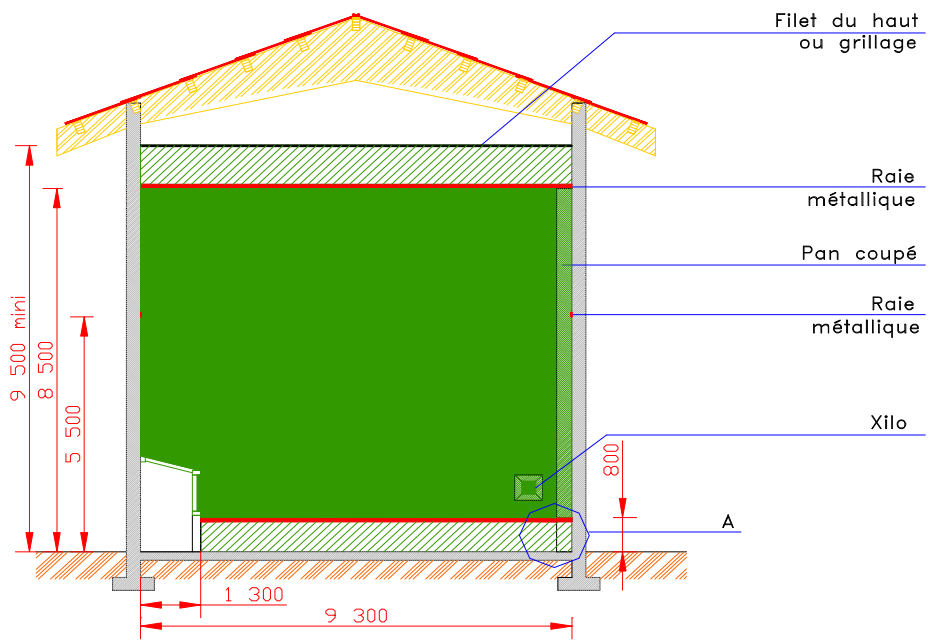 Filet du haut
ou grillage
Raie
métallique
Pan coupé
Raie
métallique
Xilo
A
9 500 mini
8 500
5 500
800
1 300
9 300